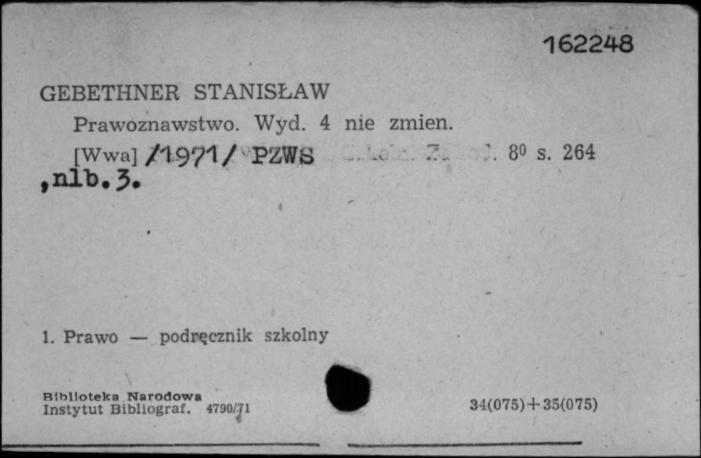 162248
GEBETHNER STANISŁAW
Prawoznawstwo. Wyd. 4 nie zmien.
[Wwa] /1971/ PZWS 8⁰ s. 264
,nlb.3.
1. Prawo — podręcznik szkolny
Biblioteka Narodowa
Instytut Bibliograf. 4790/71
34(075)+35(075)